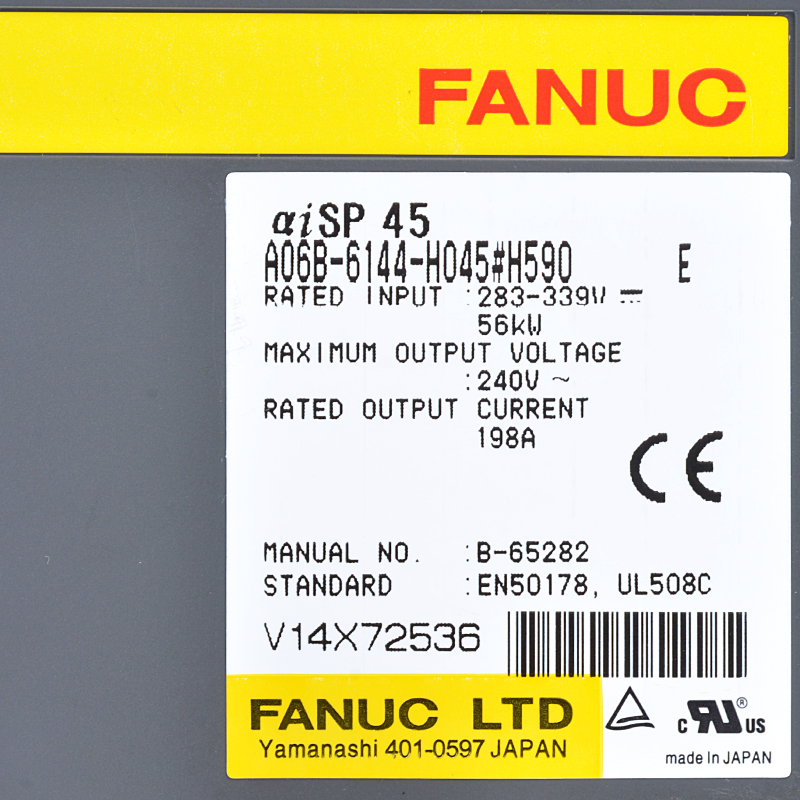 FANUC
αiSP 45
A06B-6144-H045#H590 E
RATED INPUT :283-339V ⎓
56kW
MAXIMUM OUTPUT VOLTAGE
:240V ~
RATED OUTPUT CURRENT
198A
CE
MANUAL NO. :B-65282
STANDARD :EN50178, UL508C
V14X72536
FANUC LTD
Yamanashi 401-0597 JAPAN
c RU® US
made in JAPAN